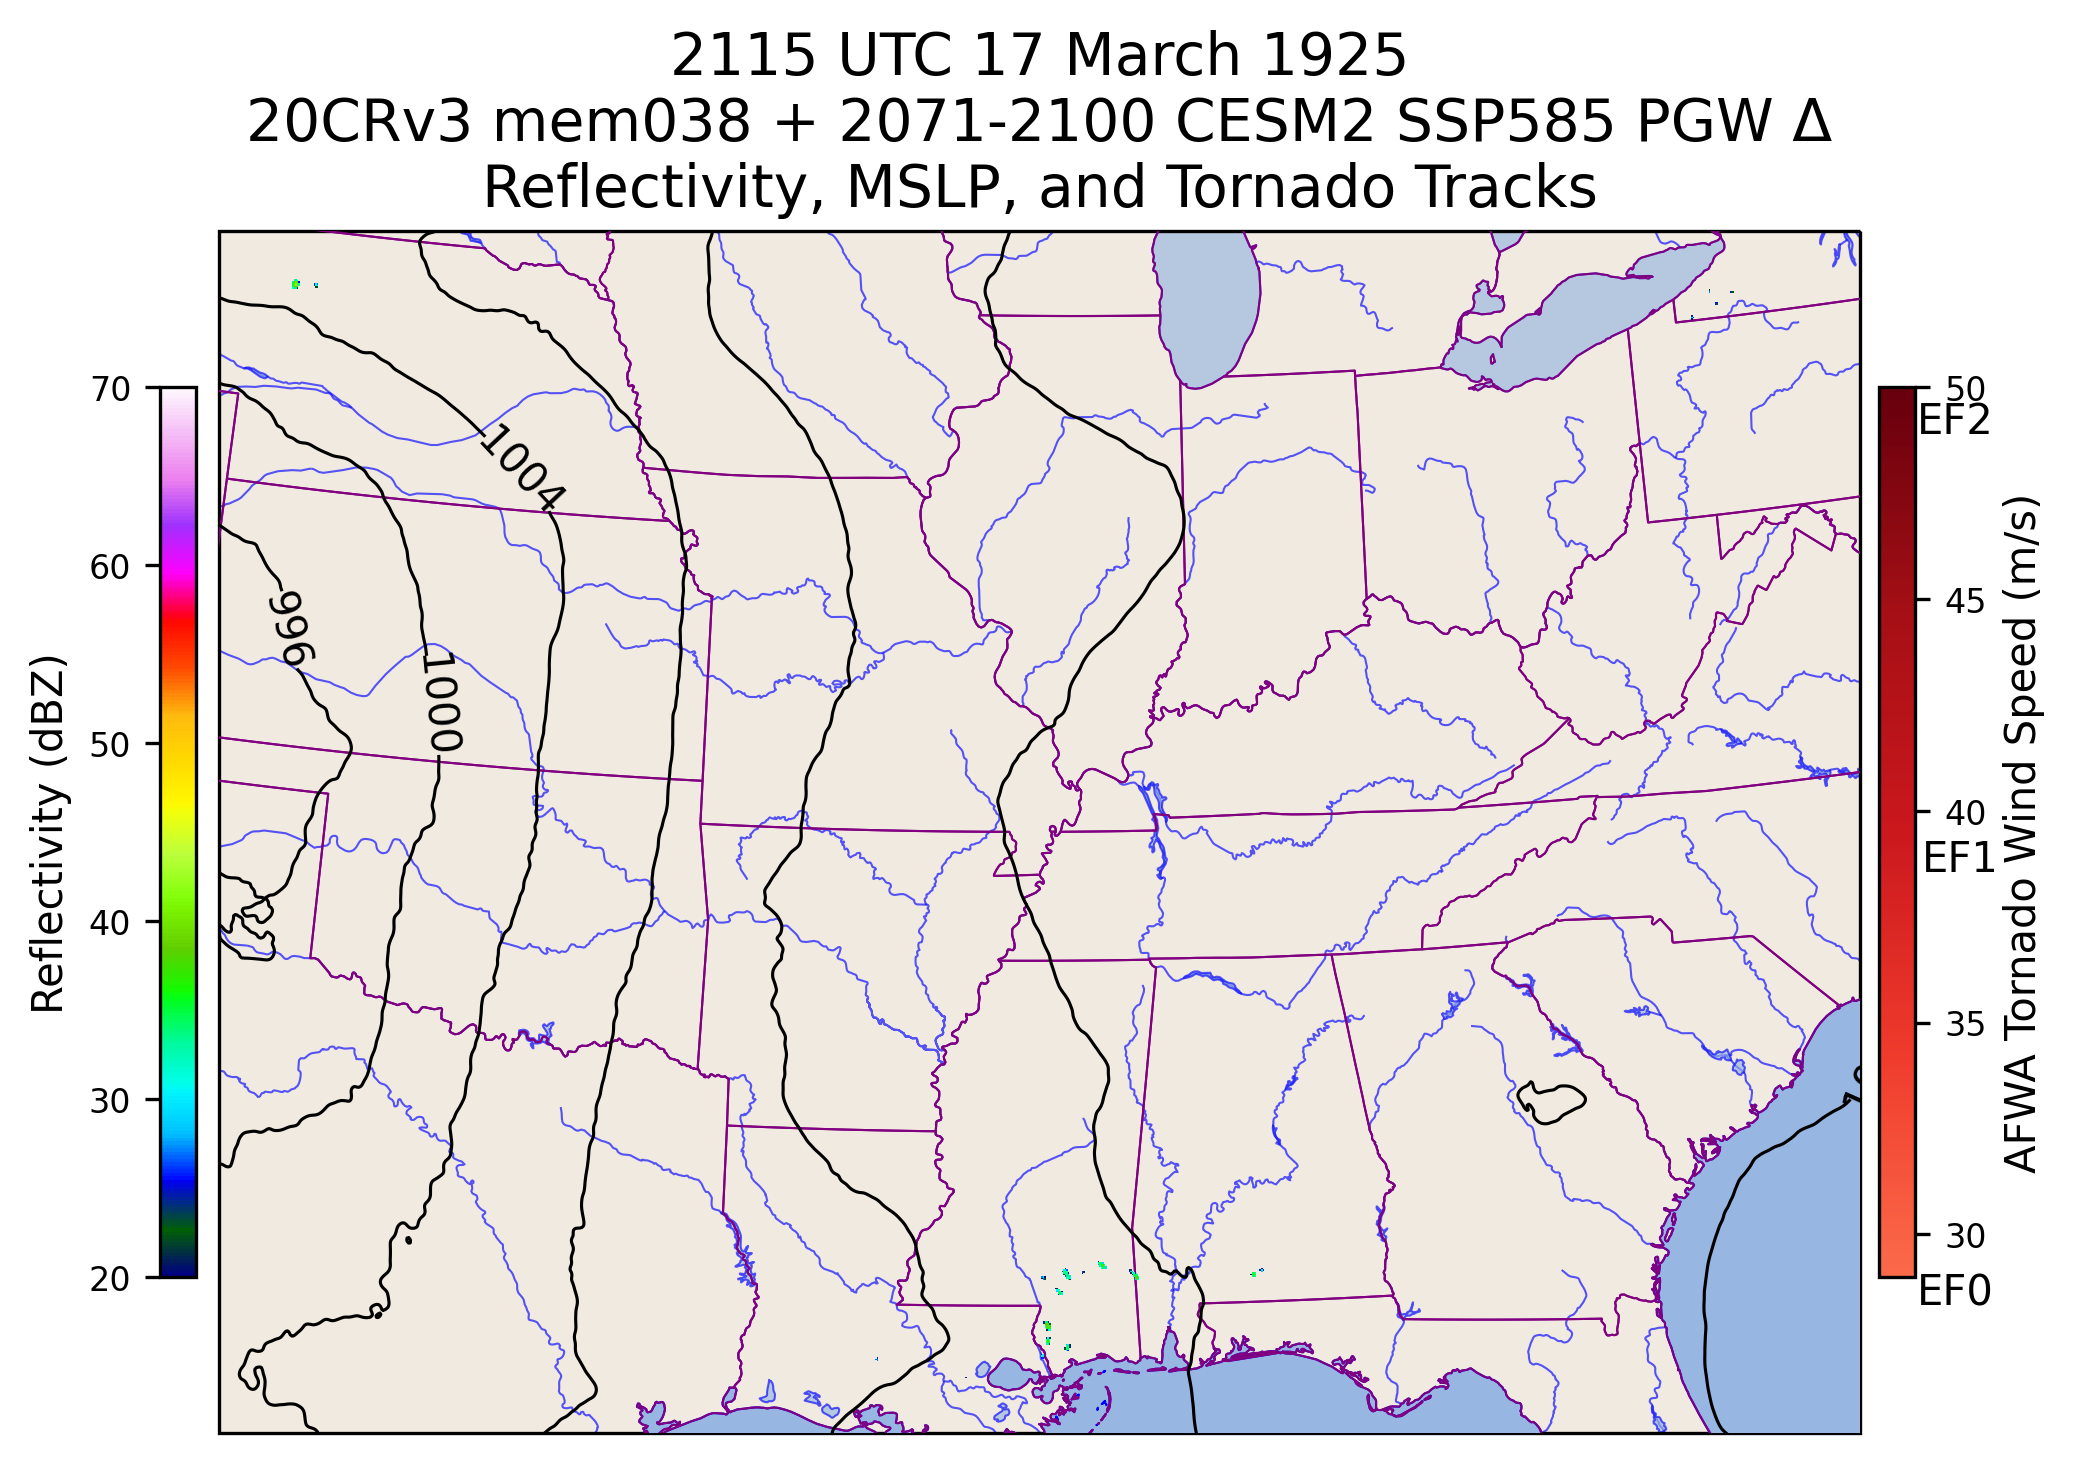 2115 UTC 17 March 1925
20CRv3 mem038 + 2071-2100 CESM2 SSP585 PGW Δ
Reflectivity, MSLP, and Tornado Tracks
Reflectivity (dBZ)
70
60
50
40
30
20
1004
996
1000
50
EF2
45
40
EF1
35
30
EF0
AFWA Tornado Wind Speed (m/s)